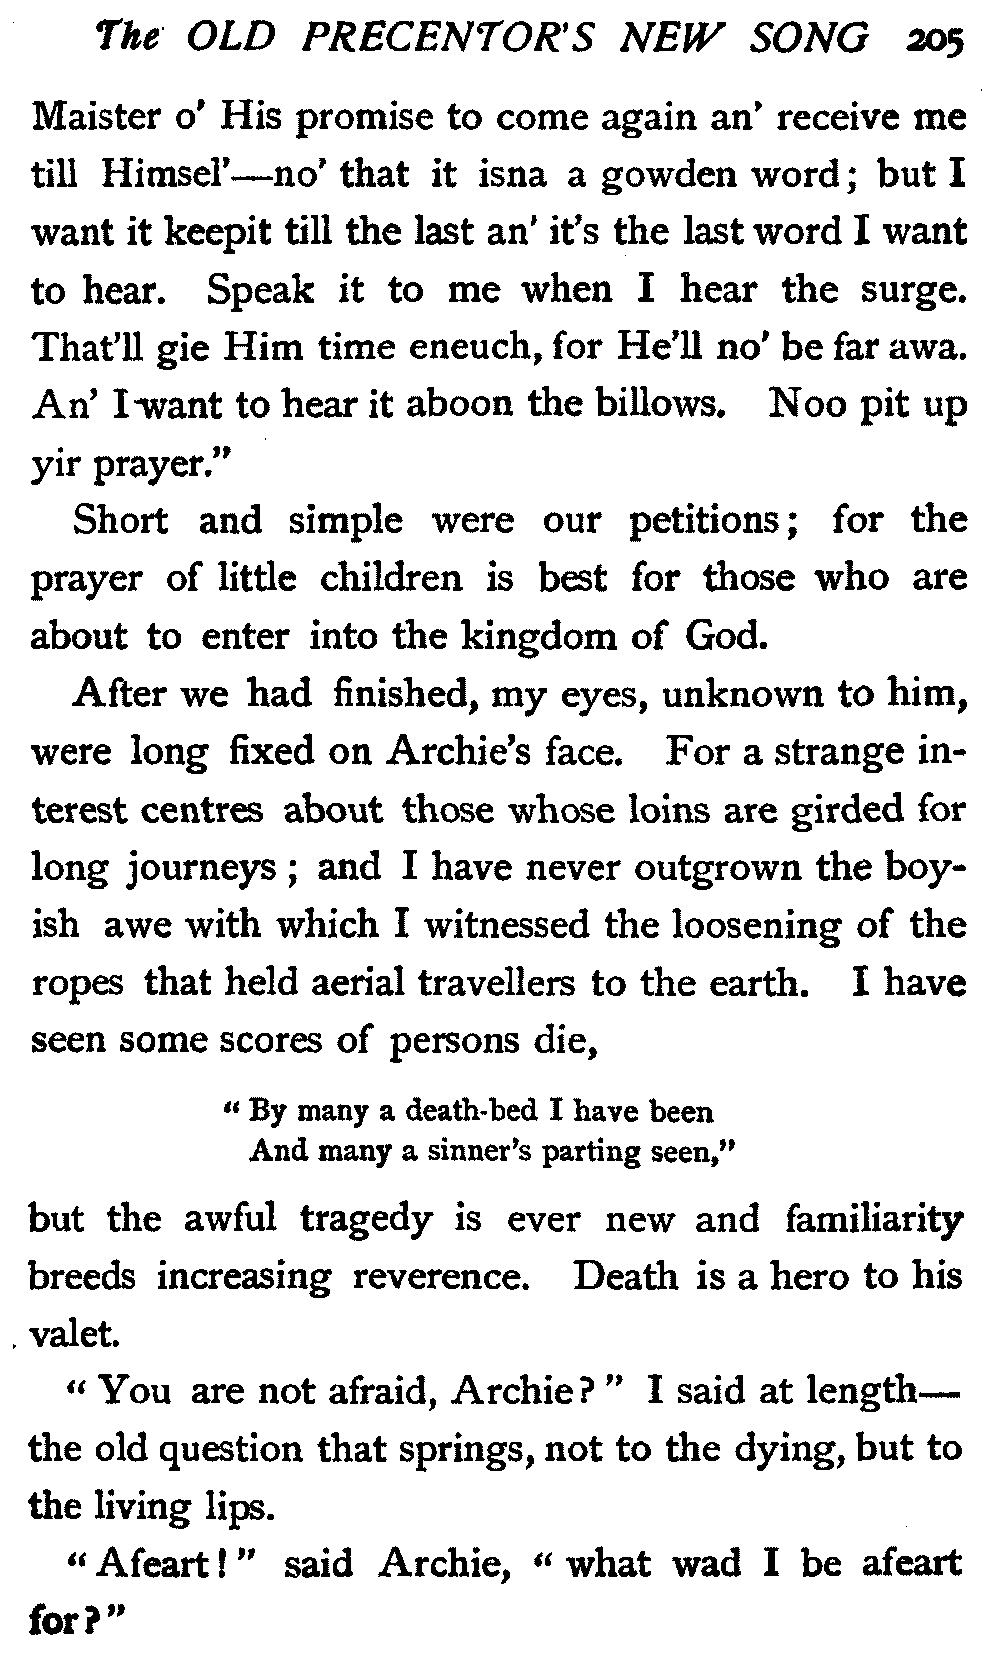 The OLD PRECENTOR'S NEW SONG 205
Maister o' His promise to come again an' receive me
till Himsel'—no' that it isna a gowden word; but I
want it keepit till the last an' it's the last word I want
to hear. Speak it to me when I hear the surge.
That'll gie Him time eneuch, for He'll no' be far awa.
An' I want to hear it aboon the billows. Noo pit up
yir prayer."
Short and simple were our petitions; for the
prayer of little children is best for those who are
about to enter into the kingdom of God.
After we had finished, my eyes, unknown to him,
were long fixed on Archie's face. For a strange in-
terest centres about those whose loins are girded for
long journeys; and I have never outgrown the boy-
ish awe with which I witnessed the loosening of the
ropes that held aerial travellers to the earth. I have
seen some scores of persons die,
"By many a death-bed I have been
And many a sinner's parting seen,"
but the awful tragedy is ever new and familiarity
breeds increasing reverence. Death is a hero to his
valet.
"You are not afraid, Archie?" I said at length—
the old question that springs, not to the dying, but to
the living lips.
"Afeart!" said Archie, "what wad I be afeart
for?"